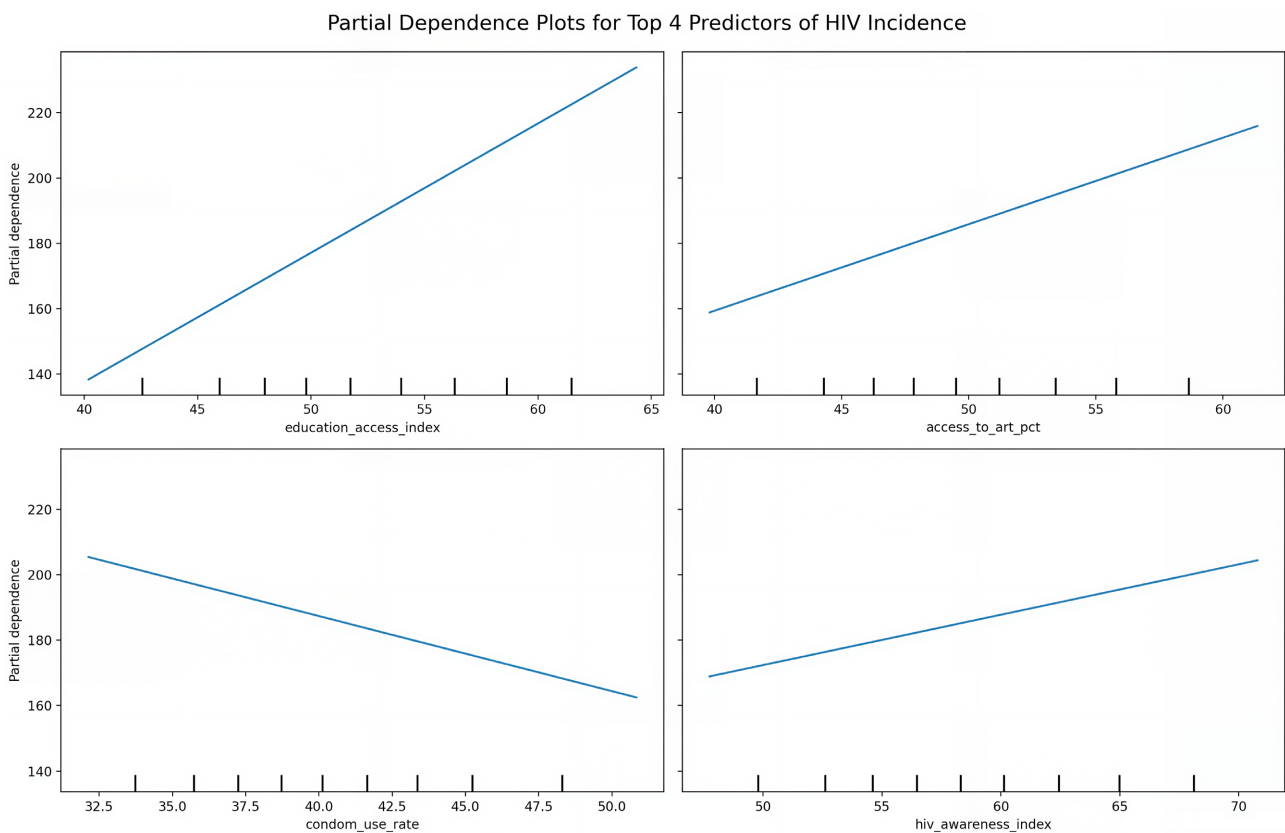 Partial Dependence Plots for Top 4 Predictors of HIV Incidence
Partial dependence
220
200
180
160
140
40 45 50 55 60 65
education_access_index
40 45 50 55 60
access_to_art_pct
Partial dependence
220
200
180
160
140
32.5 35.0 37.5 40.0 42.5 45.0 47.5 50.0
condom_use_rate
50 55 60 65 70
hiv_awareness_index